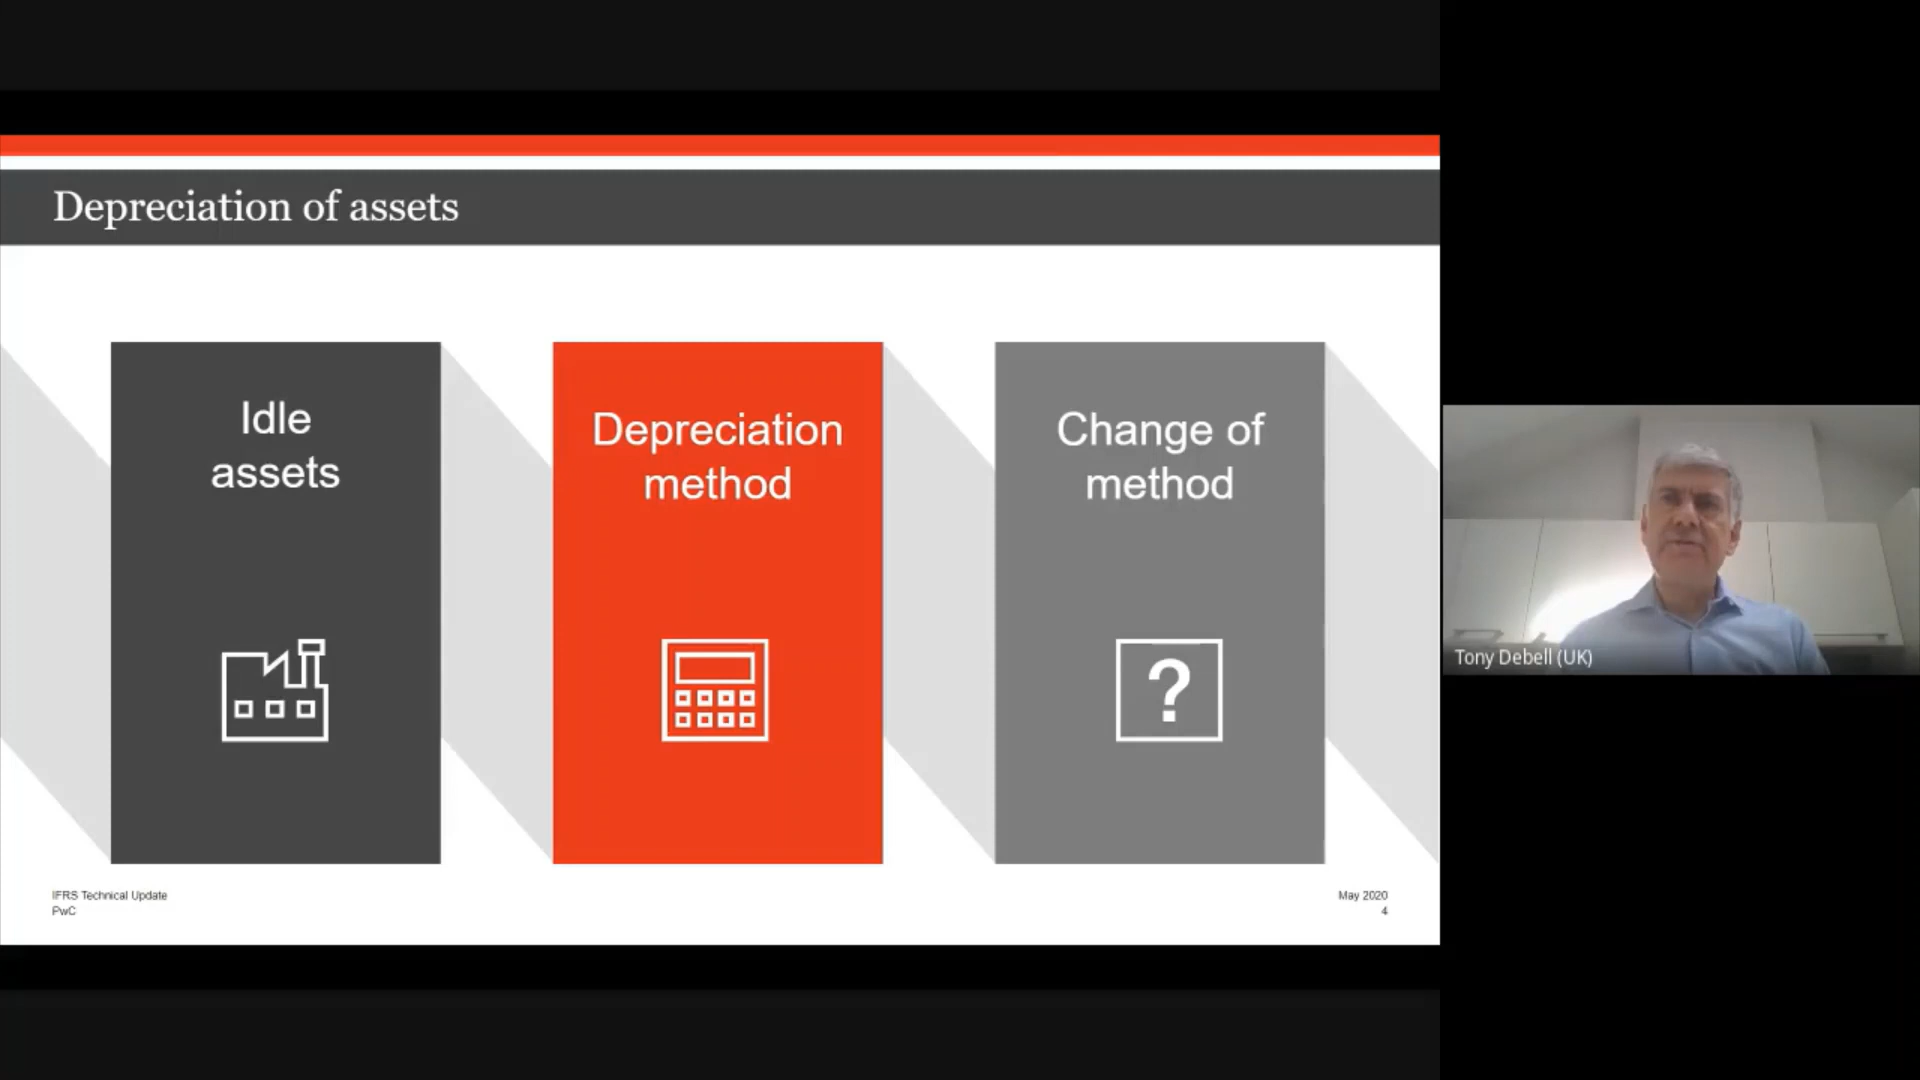 Depreciation of assets
Idle
assets
Depreciation
method
Change of
method
?
IFRS Technical Update
PwC
May 2020
4
Tony Debell (UK)